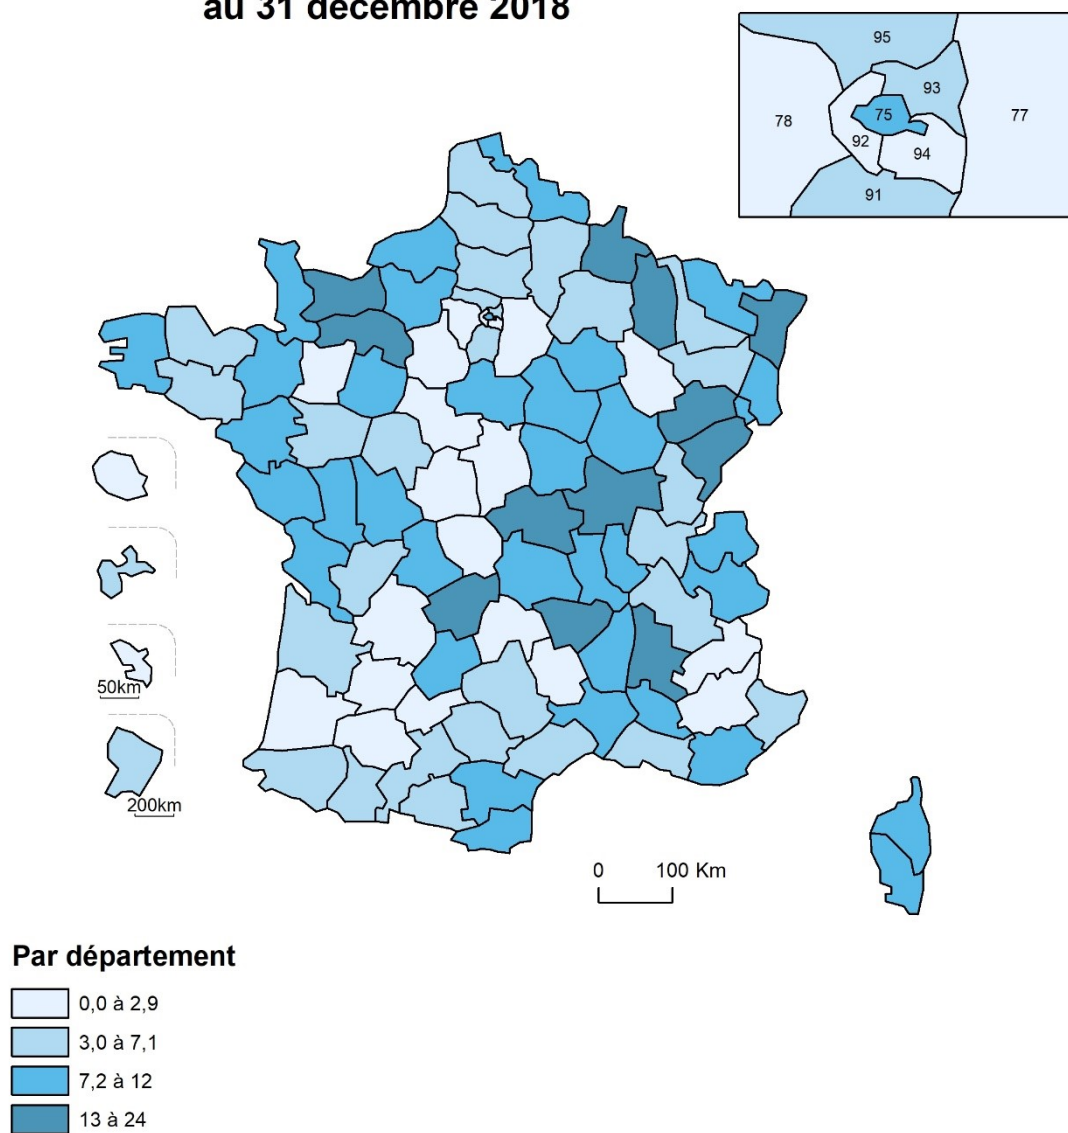 au 31 décembre 2018
95
93
78
75
77
92
94
91
50km
200km
0 100 Km
Par département
0,0 à 2,9
3,0 à 7,1
7,2 à 12
13 à 24